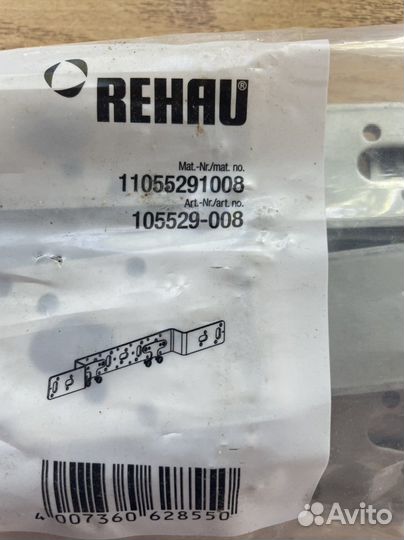 REHAU®
Mat.-Nr./mat. no.
11055291008
Art.-Nr./art. no.
105529-008
4 007360 628550
Avito